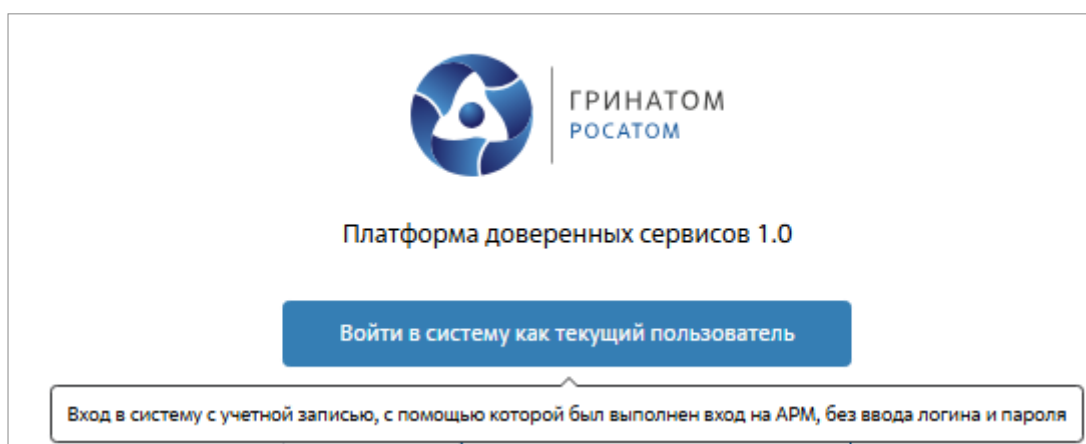 ГРИНАТОМ
РОСАТОМ
Платформа доверенных сервисов 1.0
Войти в систему как текущий пользователь
Вход в систему с учетной записью, с помощью которой был выполнен вход на АРМ, без ввода логина и пароля